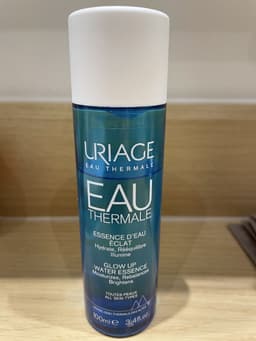 URIAGE
EAU THERMALE
EAU
THERMALE
ESSENCE D'EAU
ÉCLAT
Hydrate, Rééquilibre
Illumine
GLOW UP
WATER ESSENCE
Moisturizes, Rebalances
Brightens
TOUTES PEAUX
ALL SKIN TYPES
100ml e 3.4fl.oz